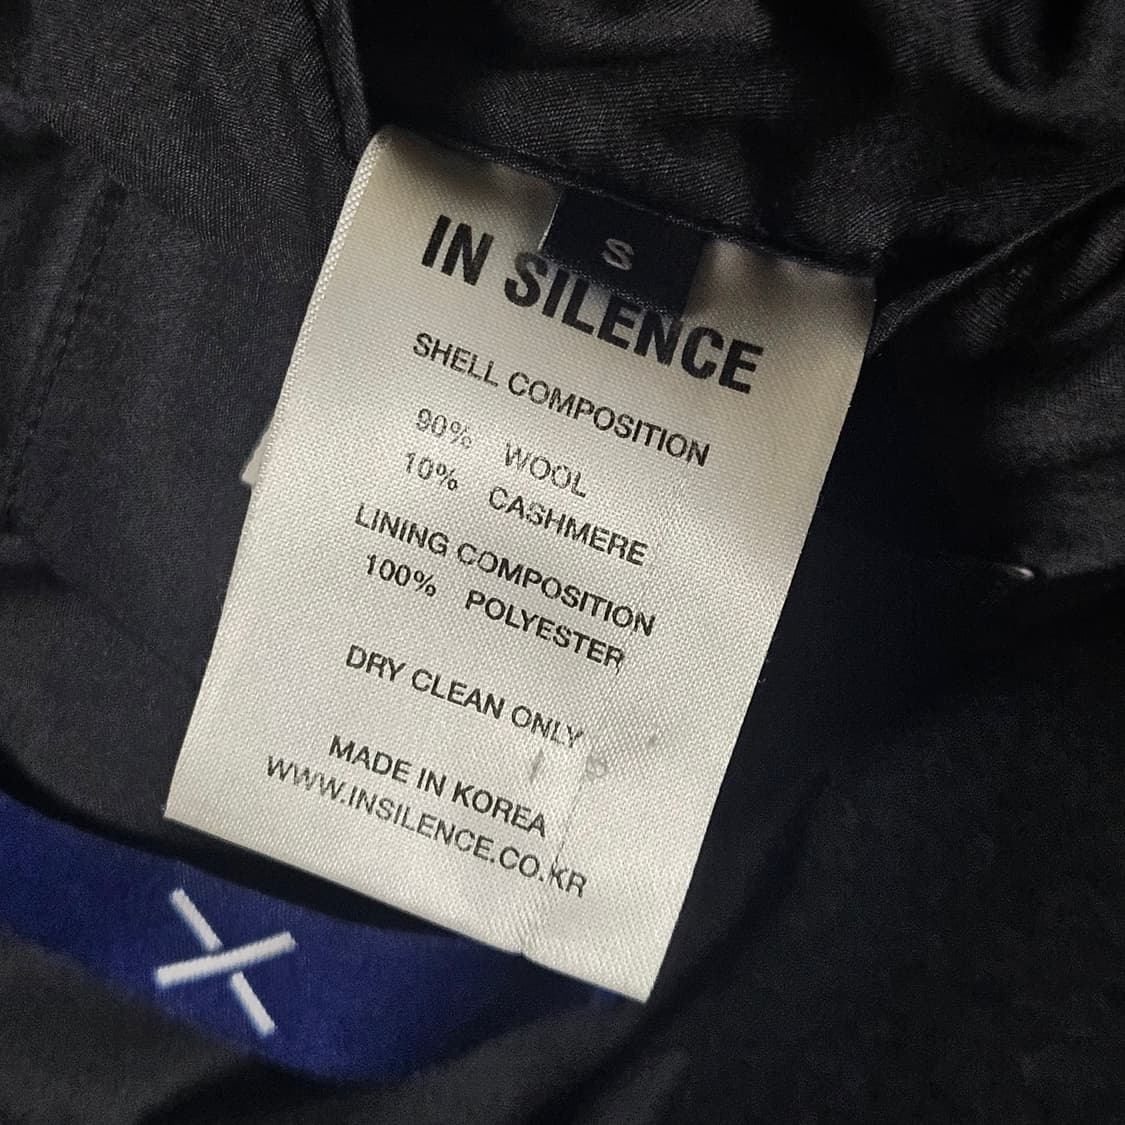 S
IN SILENCE
SHELL COMPOSITION
90% WOOL
10% CASHMERE
LINING COMPOSITION
100% POLYESTER
DRY CLEAN ONLY
MADE IN KOREA
WWW.INSILENCE.CO.KR